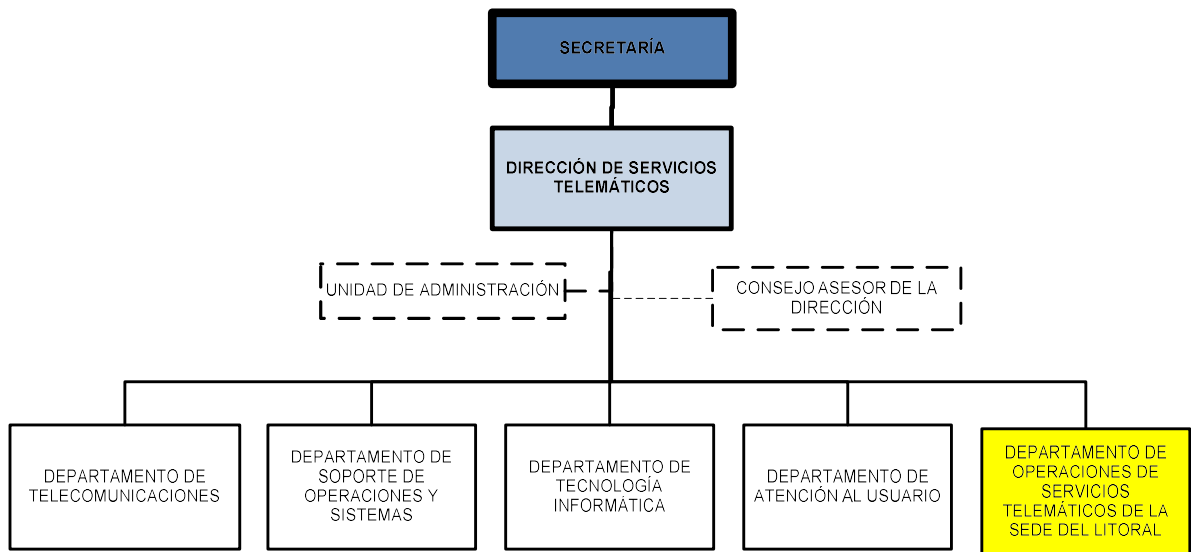 SECRETARÍA
DIRECCIÓN DE SERVICIOS
TELEMÁTICOS
UNIDAD DE ADMINISTRACIÓN
CONSEJO ASESOR DE LA
DIRECCIÓN
DEPARTAMENTO DE
TELECOMUNICACIONES
DEPARTAMENTO DE
SOPORTE DE
OPERACIONES Y
SISTEMAS
DEPARTAMENTO DE
TECNOLOGÍA
INFORMÁTICA
DEPARTAMENTO DE
ATENCIÓN AL USUARIO
DEPARTAMENTO DE
OPERACIONES DE
SERVICIOS
TELEMÁTICOS DE LA
SEDE DEL LITORAL